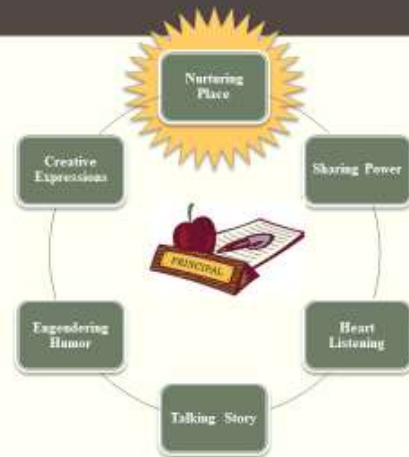 Nurturing
Place
Sharing Power
Heart
Listening
Talking Story
Engendering
Humor
Creative
Expressions
PRINCIPAL